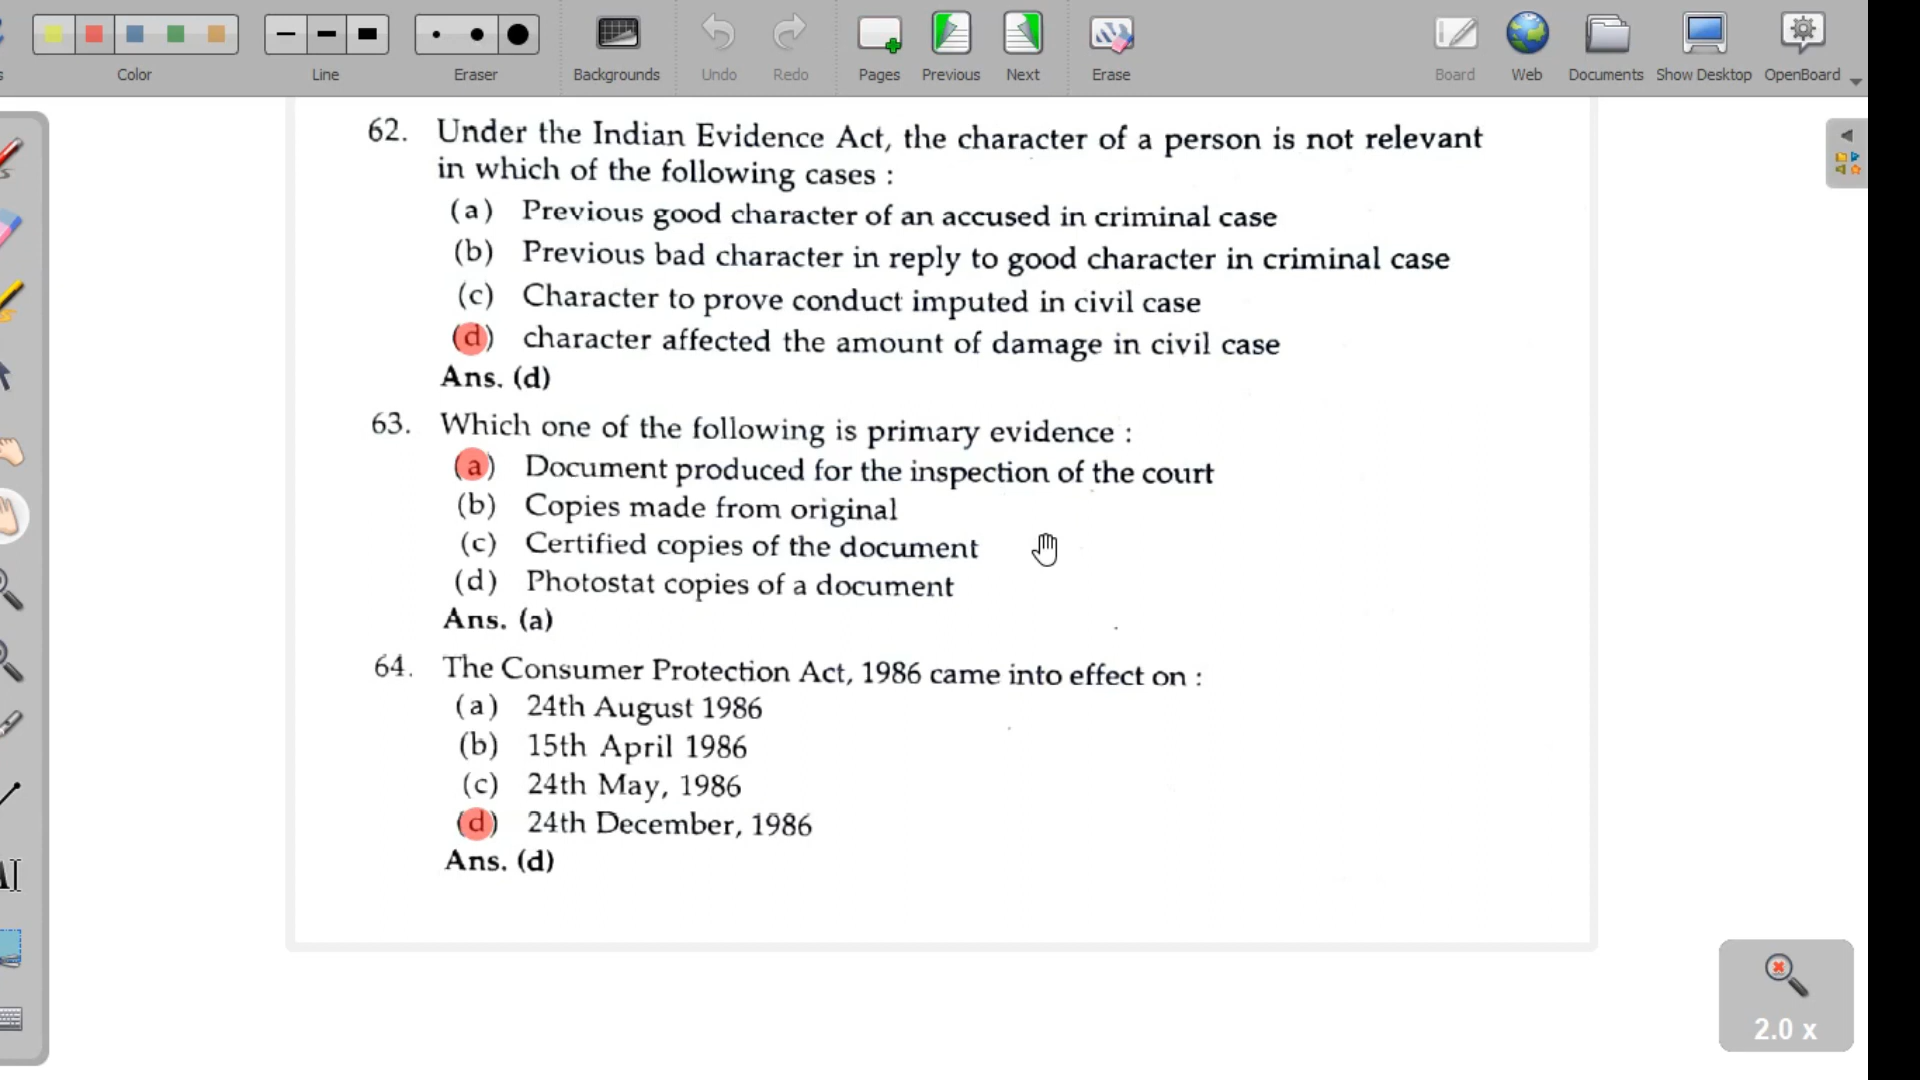 Color
Line
Eraser
Backgrounds
Undo
Redo
Pages
Previous
Next
Erase
Board
Web
Documents
Show Desktop
OpenBoard
62. Under the Indian Evidence Act, the character of a person is not relevant
in which of the following cases :
(a) Previous good character of an accused in criminal case
(b) Previous bad character in reply to good character in criminal case
(c) Character to prove conduct imputed in civil case
(d) character affected the amount of damage in civil case
Ans. (d)
63. Which one of the following is primary evidence :
(a) Document produced for the inspection of the court
(b) Copies made from original
(c) Certified copies of the document
(d) Photostat copies of a document
Ans. (a)
64. The Consumer Protection Act, 1986 came into effect on :
(a) 24th August 1986
(b) 15th April 1986
(c) 24th May, 1986
(d) 24th December, 1986
Ans. (d)
2.0 x